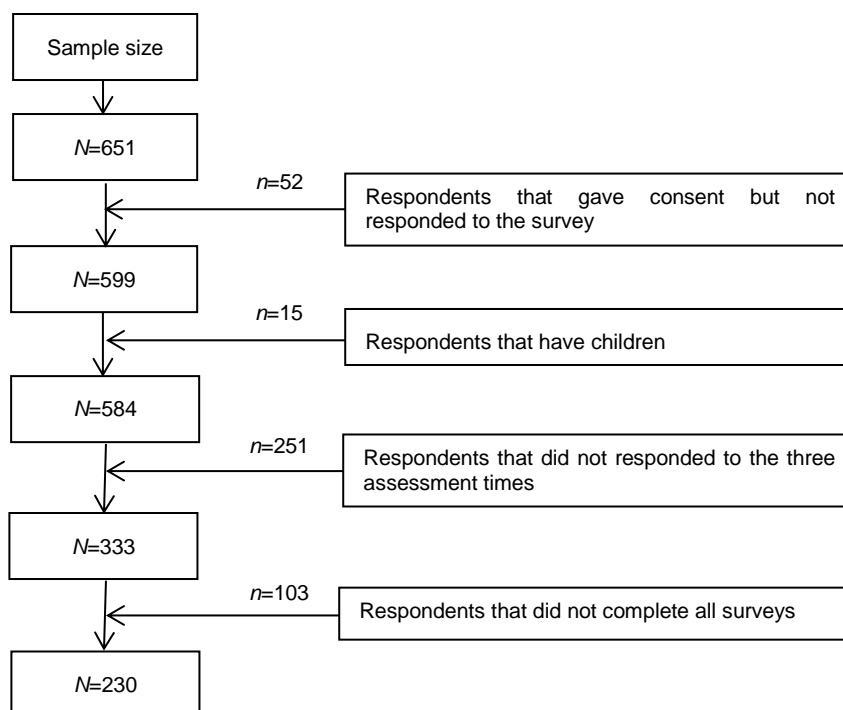 Sample size
N=651
n=52
Respondents that gave consent but not
responded to the survey
N=599
n=15
Respondents that have children
N=584
n=251
Respondents that did not responded to the three
assessment times
N=333
n=103
Respondents that did not complete all surveys
N=230